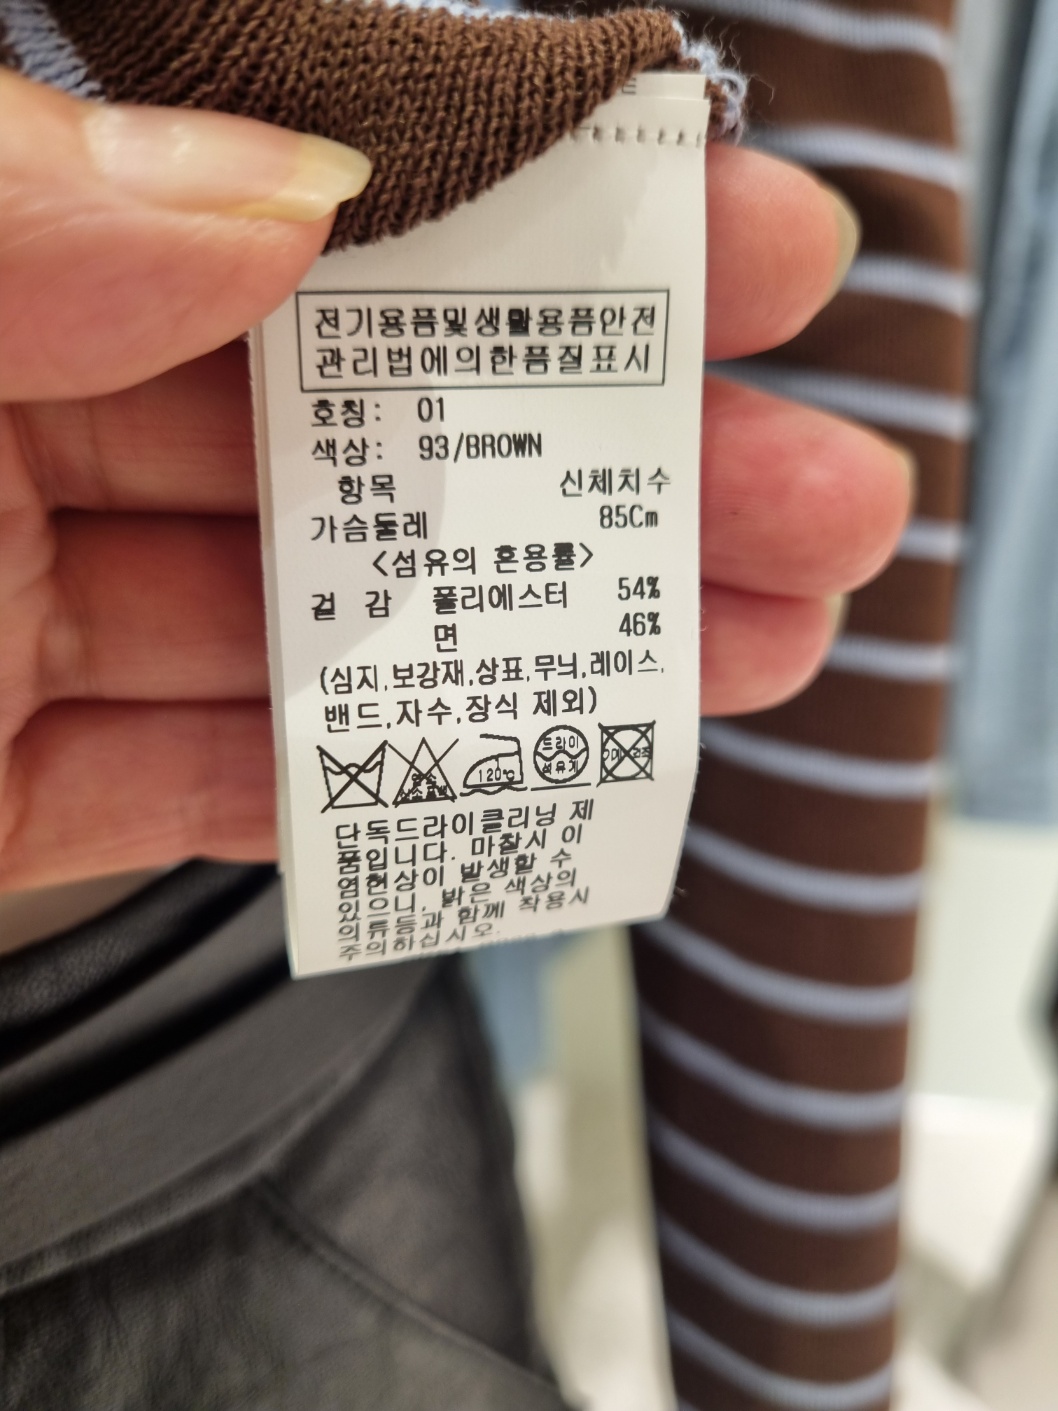 전기용품및생활용품안전
관리법에의한품질표시
호칭: 01
색상: 93/BROWN
항목 신체치수
가슴둘레 85Cm
<섬유의 혼용률>
겉 감 폴리에스터 54%
면 46%
(심지,보강재,상표,무늬,레이스,
밴드,자수,장식 제외)
120℃
드라이
석유계
단독드라이클리닝 제
품입니다. 마찰시 이
염현상이 발생할 수
있으니, 밝은 색상의
의류등과 함께 착용시
주의하십시오.